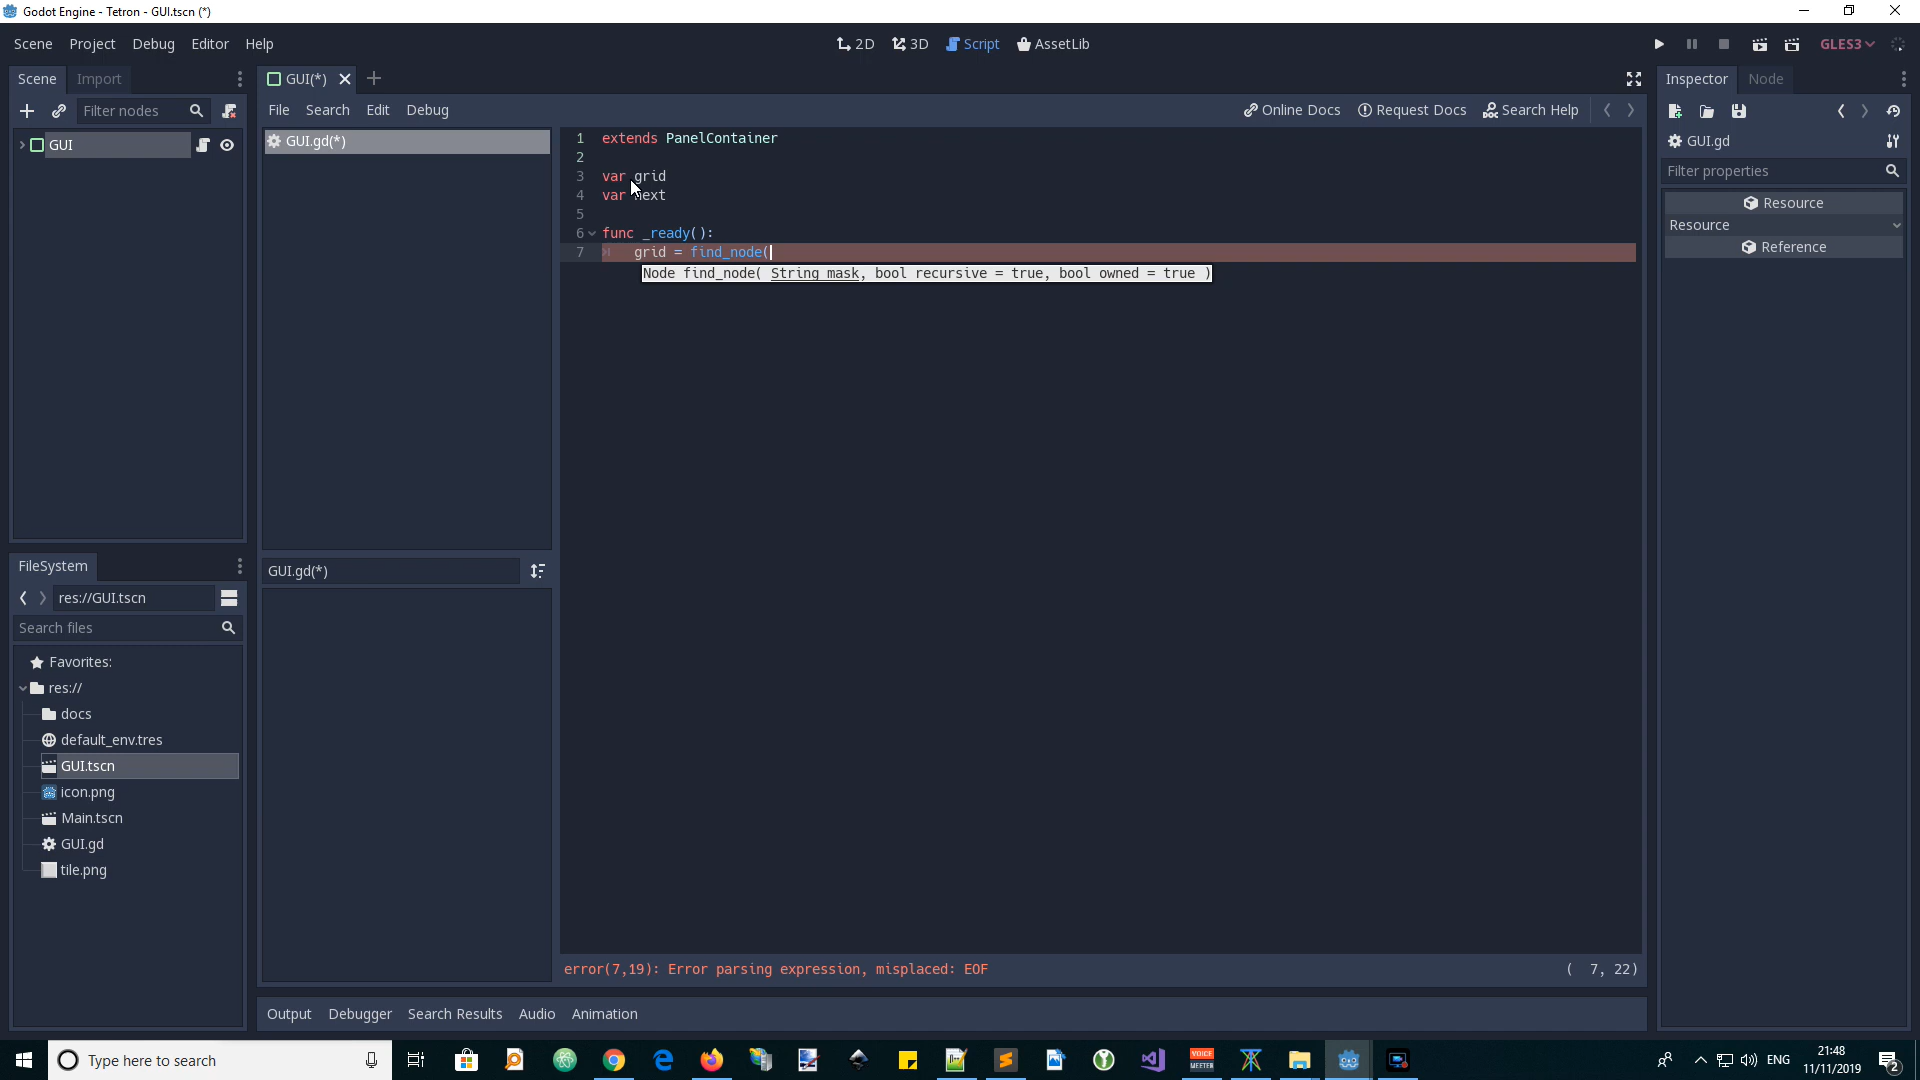 Godot Engine - Tetron - GUI.tscn (*)
Scene Project Debug Editor Help
2D 3D Script AssetLib
GLES3
Scene Import
GUI(*)
Inspector Node
Filter nodes
File Search Edit Debug
Online Docs Request Docs Search Help
GUI
GUI.gd(*)
GUI.gd
Filter properties
Resource
Resource
Reference
1 extends PanelContainer
2
3 var grid
4 var next
5
6 func _ready():
7 grid = find_node(
Node find_node( String mask, bool recursive = true, bool owned = true )
FileSystem
res://GUI.tscn
Search files
Favorites:
res://
docs
default_env.tres
GUI.tscn
icon.png
Main.tscn
GUI.gd
tile.png
GUI.gd(*)
error(7,19): Error parsing expression, misplaced: EOF
( 7, 22)
Output Debugger Search Results Audio Animation
Type here to search
VOICE
MEETER
ENG
21:48
11/11/2019
2